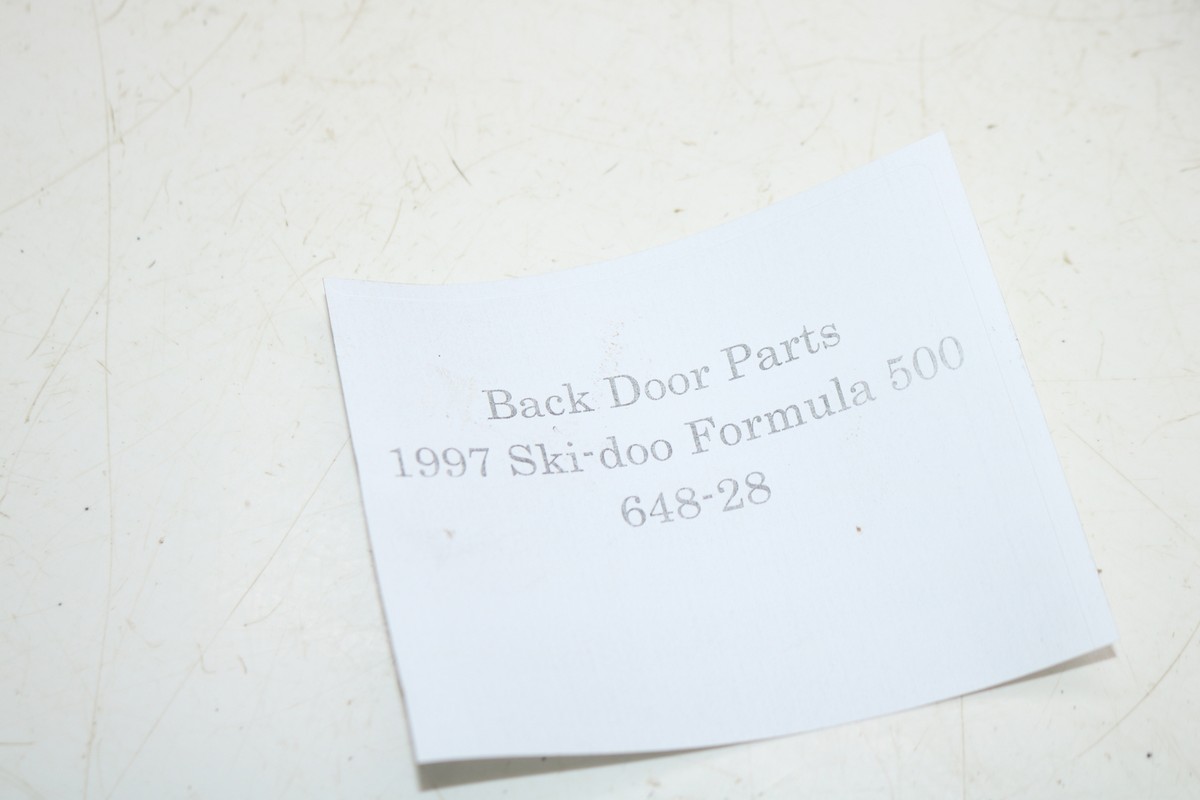 Back Door Parts
1997 Ski-doo Formula 500
648-28